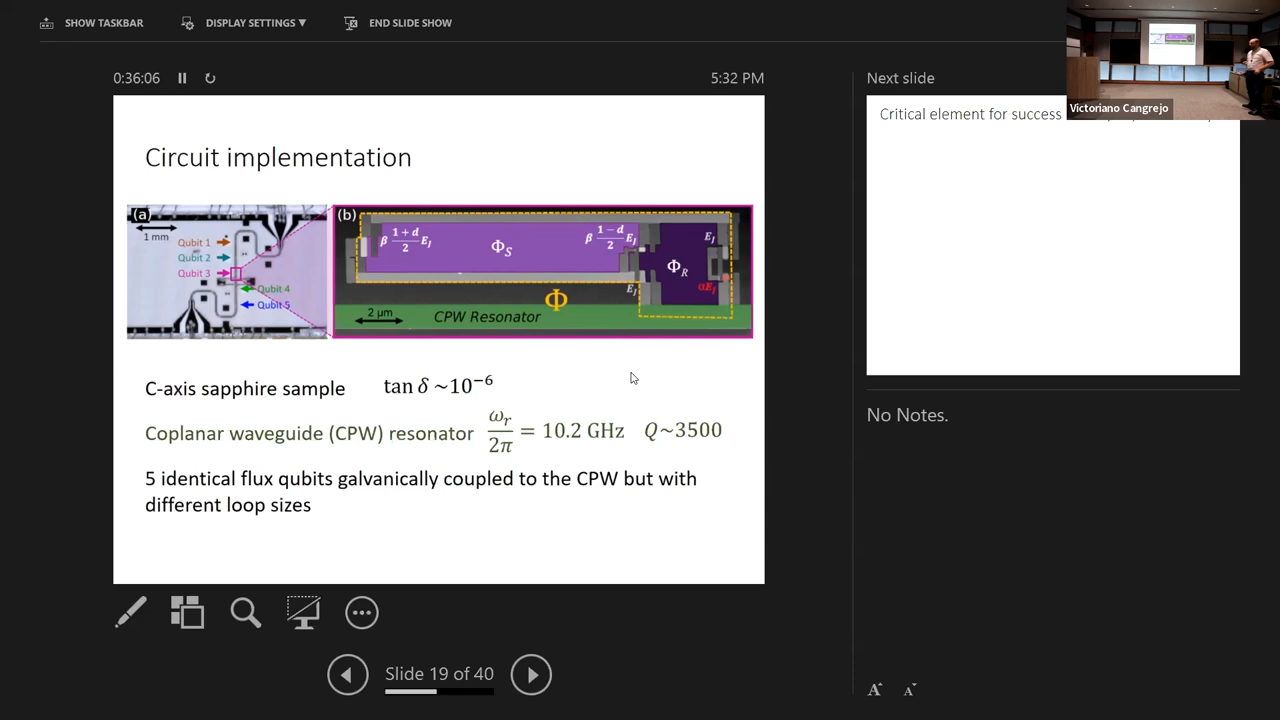 SHOW TASKBAR
DISPLAY SETTINGS ▼
END SLIDE SHOW
0:36:06
5:32 PM
Next slide
Victoriano Cangrejo
Critical element for success
Circuit implementation
(a)
1 mm
Qubit 1
Qubit 2
Qubit 3
Qubit 4
Qubit 5
(b)
β (1+d)/2 E_J
Φ_S
β (1−d)/2 E_J
E_J
Φ_R
E_J
αE_J
Φ
2 μm
CPW Resonator
C-axis sapphire sample tan δ ~10⁻⁶
Coplanar waveguide (CPW) resonator ω_r/2π = 10.2 GHz Q~3500
5 identical flux qubits galvanically coupled to the CPW but with
different loop sizes
No Notes.
Slide 19 of 40
A A